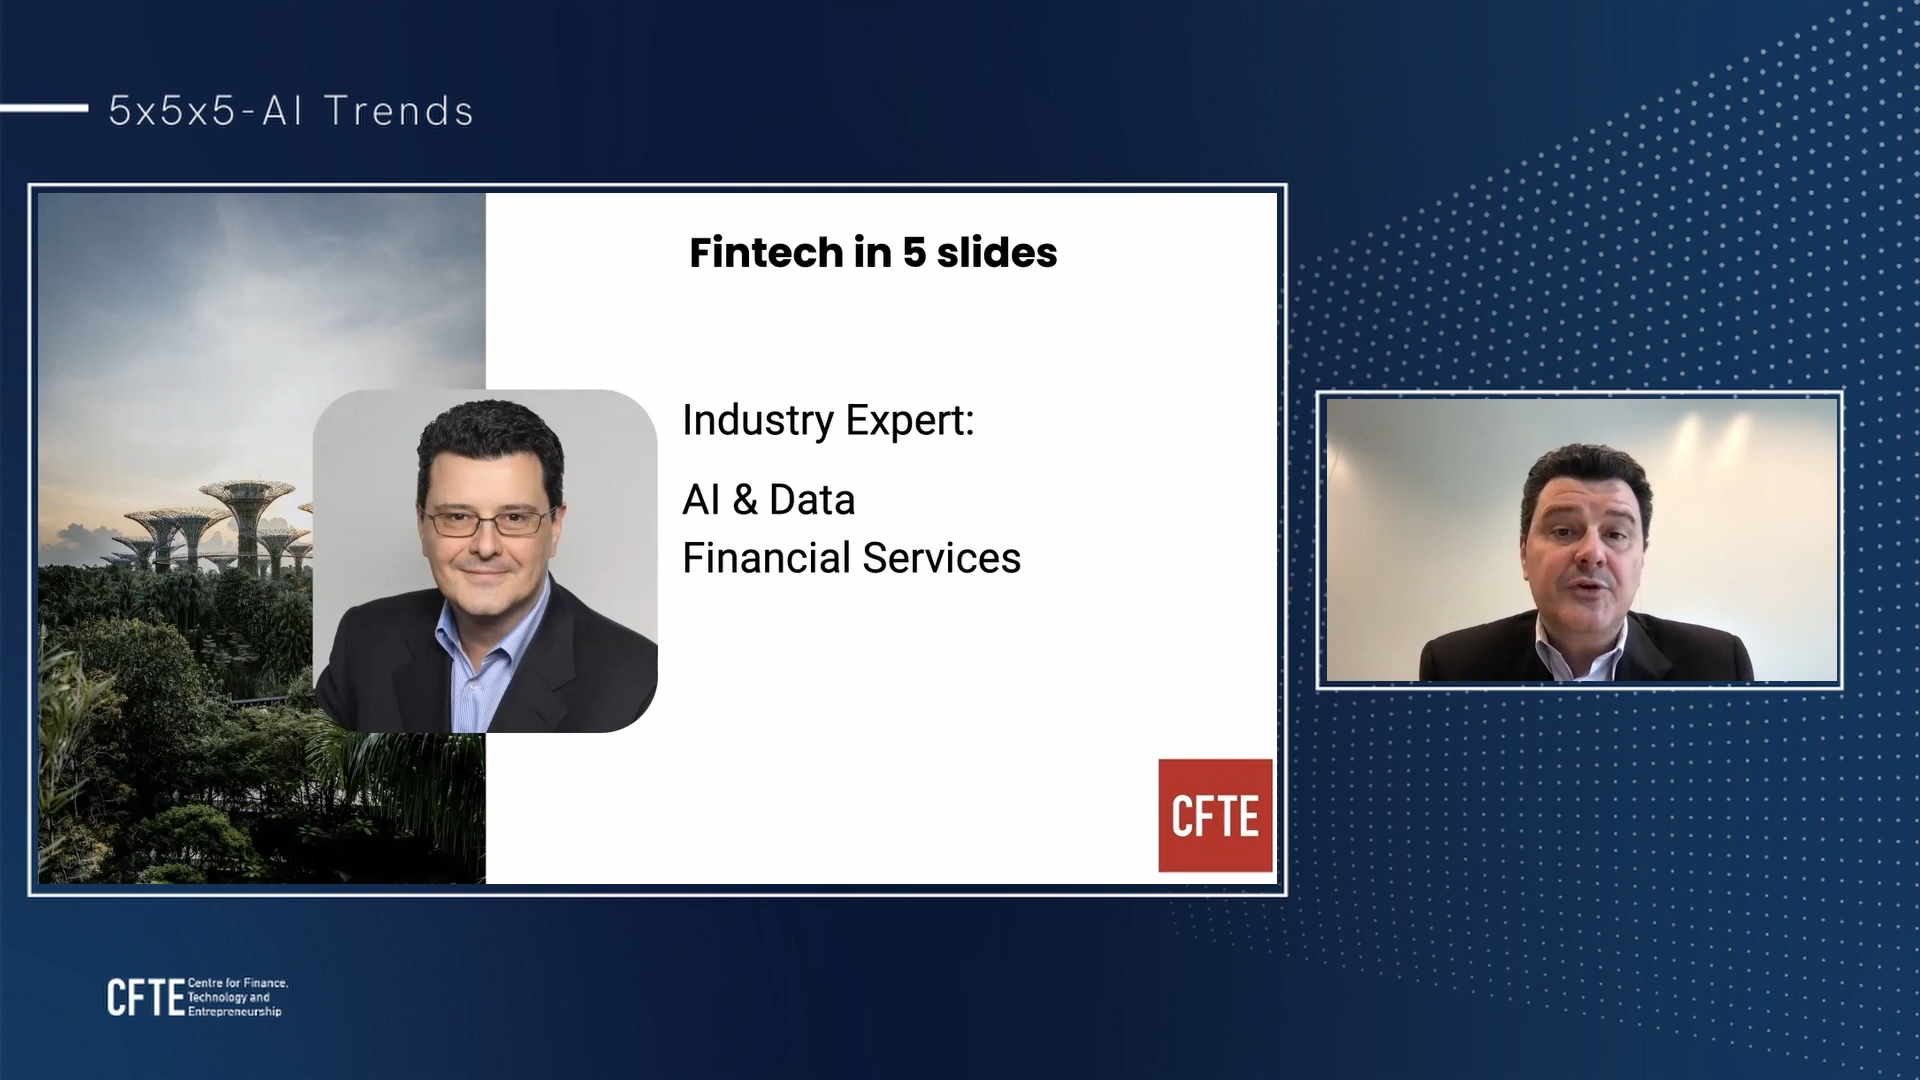 5x5x5-AI Trends
Fintech in 5 slides
Industry Expert:
AI & Data
Financial Services
CFTE
CFTE
Centre for Finance,
Technology and
Entrepreneurship